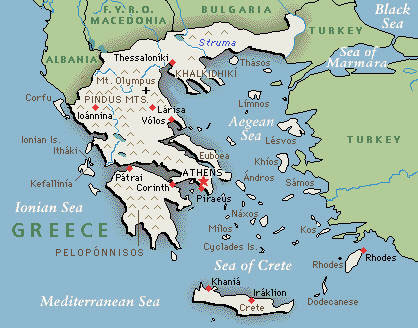 F.Y.R.O.
MACEDONIA
BULGARIA
Black
Sea
TURKEY
Struma
Sea of
Marmara
ALBANIA
Thessaloníki
KHALKIDHIKÍ
Thásos
Mt. Olympus
PINDUS MTS.
Corfu
Ioánnina
Lárisa
Vólos
Límnos
Aegean
Sea
TURKEY
Lésvos
Ionian Is.
Itháki
Euboea
Khíos
Kefallinía
Pátrai
ATHENS
Ándros
Sámos
Corinth
Piraeus
Ionian Sea
Náxos
GREECE
Mílos
Kos
PELOPÓNNISOS
Cyclades Is.
Sea of Crete
Rhodes
Rhodes
Khaniá
Iráklion
Dodecanese
Mediterranean Sea
Crete